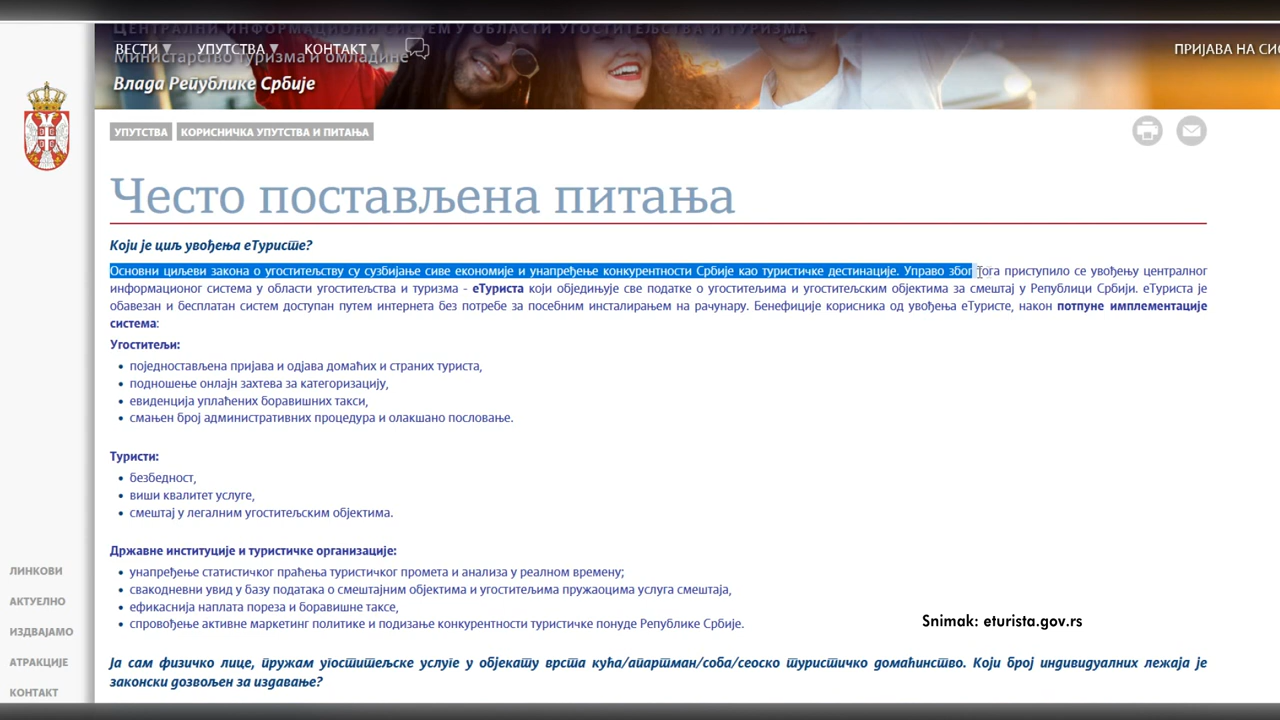 ЦЕНТРАЛНИ ИНФОРМАЦИОНИ СИСТЕМ У ОБЛАСТИ УГОСТИТЕЉСТВА И ТУРИЗМА
ВЕСТИ УПУТСТВА КОНТАКТ
ПРИЈАВА НА СИС
Министарство туризма и омладине
Влада Републике Србије
УПУТСТВА КОРИСНИЧКА УПУТСТВА И ПИТАЊА
Често постављена питања
Који је циљ увођења еТуристе?
Основни циљеви закона о угоститељству су сузбијање сиве економије и унапређење конкурентности Србије као туристичке дестинације. Управо због тога приступило се увођењу централног
информационог система у области угоститељства и туризма - еТуриста који обједињује све податке о угоститељима и угоститељским објектима за смештај у Републици Србији. еТуриста је
обавезан и бесплатан систем доступан путем интернета без потребе за посебним инсталирањем на рачунару. Бенефиције корисника од увођења еТуристе, након потпуне имплементације
система:
Угоститељи:
• поједностављена пријава и одјава домаћих и страних туриста,
• подношење онлајн захтева за категоризацију,
• евиденција уплаћених боравишних такси,
• смањен број административних процедура и олакшано пословање.
Туристи:
• безбедност,
• виши квалитет услуге,
• смештај у легалним угоститељским објектима.
Државне институције и туристичке организације:
• унапређење статистичког праћења туристичког промета и анализа у реалном времену;
• свакодневни увид у базу података о смештајним објектима и угоститељима пружаоцима услуга смештаја,
• ефикаснија наплата пореза и боравишне таксе,
• спровођење активне маркетинг политике и подизање конкурентности туристичке понуде Републике Србије.
Ја сам физичко лице, пружам угоститељске услуге у објекату врста кућа/апартман/соба/сеоско туристичко домаћинство. Који број индивидуалних лежаја је
законски дозвољен за издавање?
ЛИНКОВИ
АКТУЕЛНО
ИЗДВАЈАМО
АТРАКЦИЈЕ
КОНТАКТ
Snimak: eturista.gov.rs